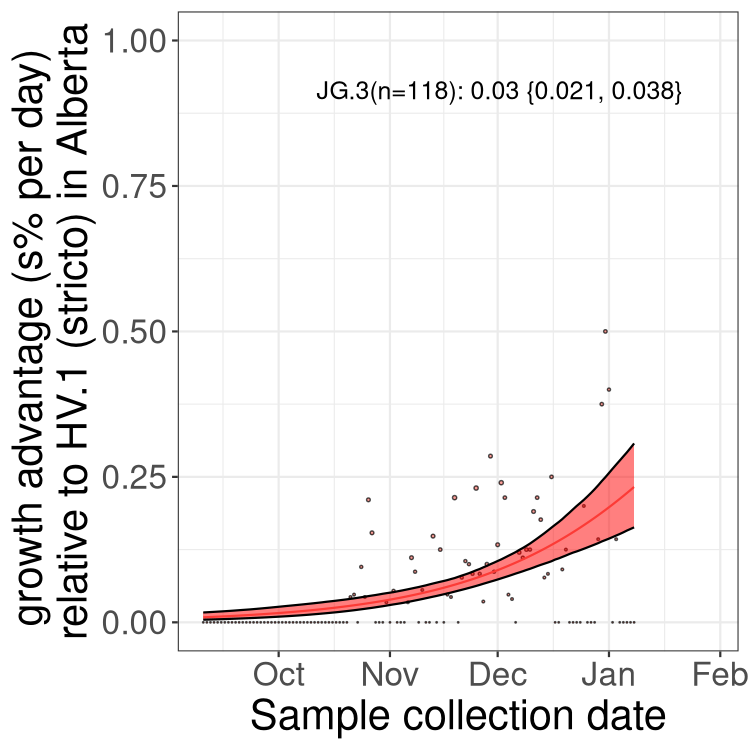 growth advantage (s% per day)
relative to HV.1 (stricto) in Alberta
1.00
0.75
0.50
0.25
0.00
JG.3(n=118): 0.03 {0.021, 0.038}
Oct Nov Dec Jan Feb
Sample collection date